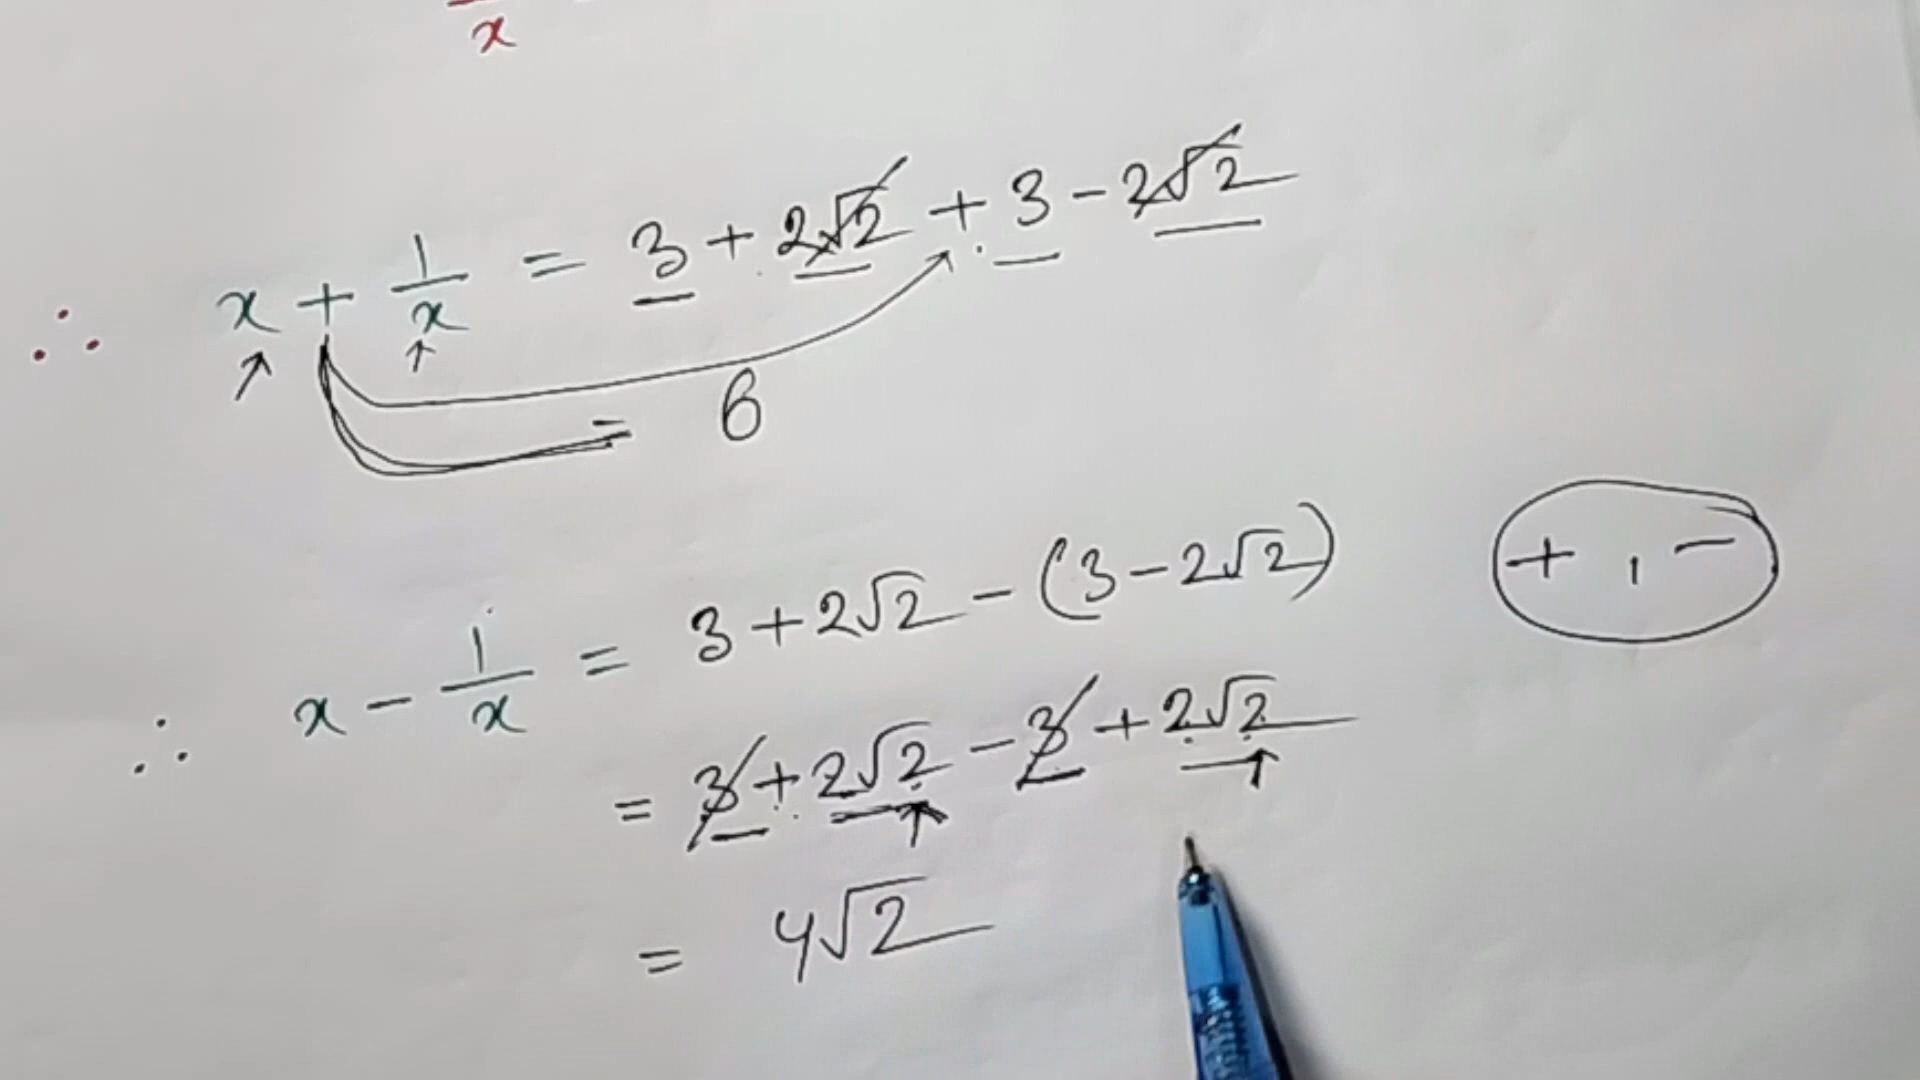 x
∴ x + 1/x = 3 + 2√2 + 3 - 2√2
= 6
∴ x - 1/x = 3 + 2√2 - (3 - 2√2)
+ , -
= 3 + 2√2 - 3 + 2√2
= 4√2